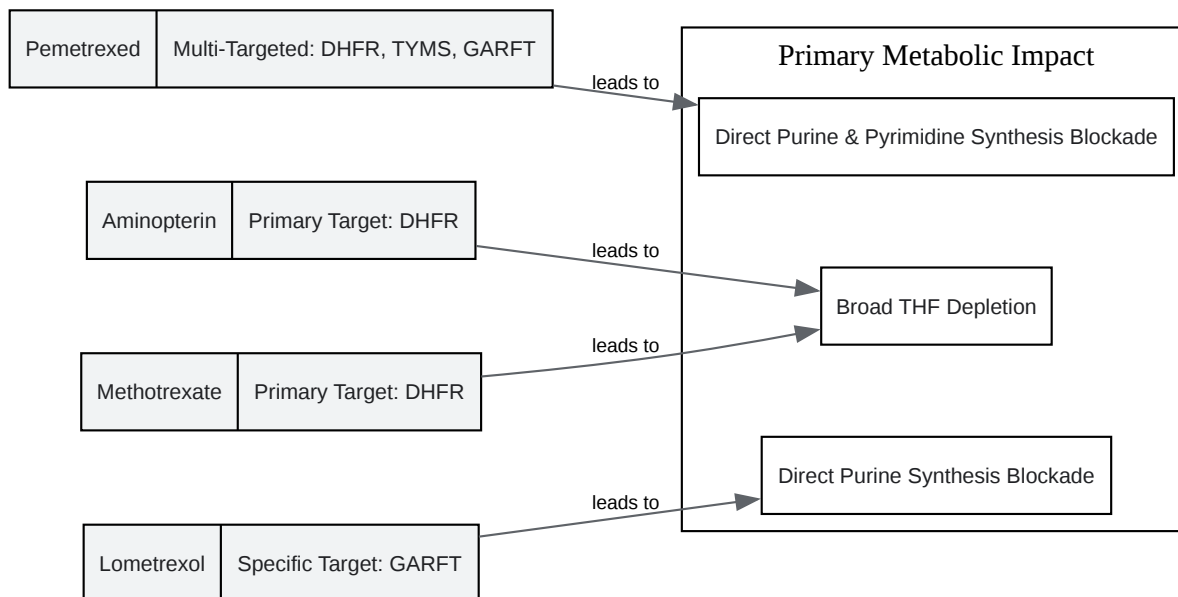 Pemetrexed
Multi-Targeted: DHFR, TYMS, GARFT
leads to
Primary Metabolic Impact
Direct Purine & Pyrimidine Synthesis Blockade
Aminopterin
Primary Target: DHFR
leads to
Broad THF Depletion
Methotrexate
Primary Target: DHFR
leads to
Direct Purine Synthesis Blockade
Lometrexol
Specific Target: GARFT
leads to